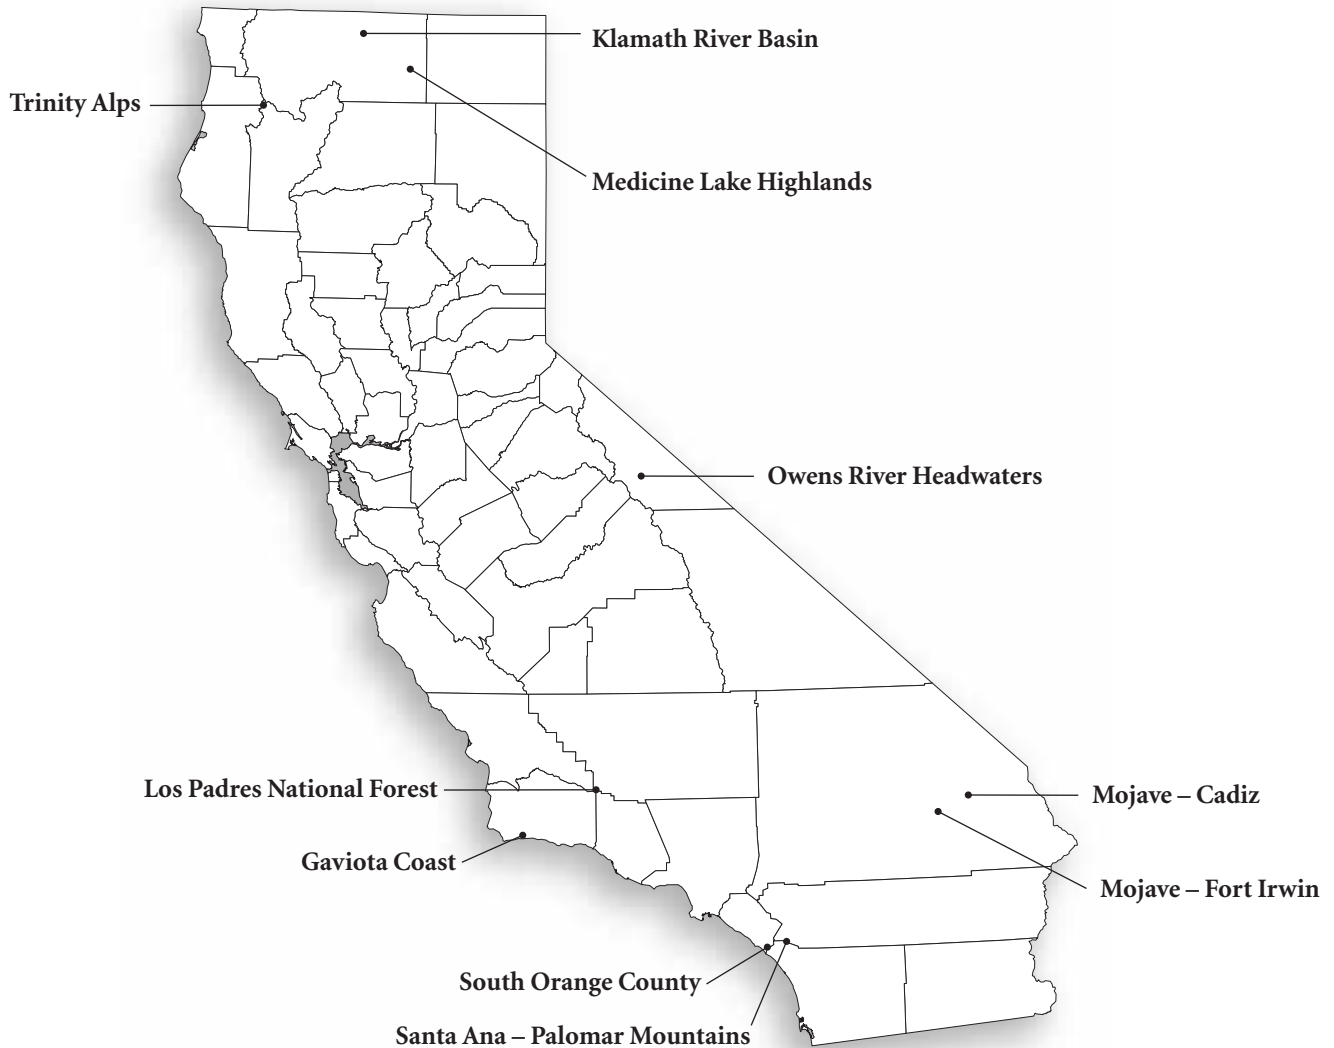 Klamath River Basin
Trinity Alps
Medicine Lake Highlands
Owens River Headwaters
Los Padres National Forest
Mojave – Cadiz
Gaviota Coast
Mojave – Fort Irwin
South Orange County
Santa Ana – Palomar Mountains